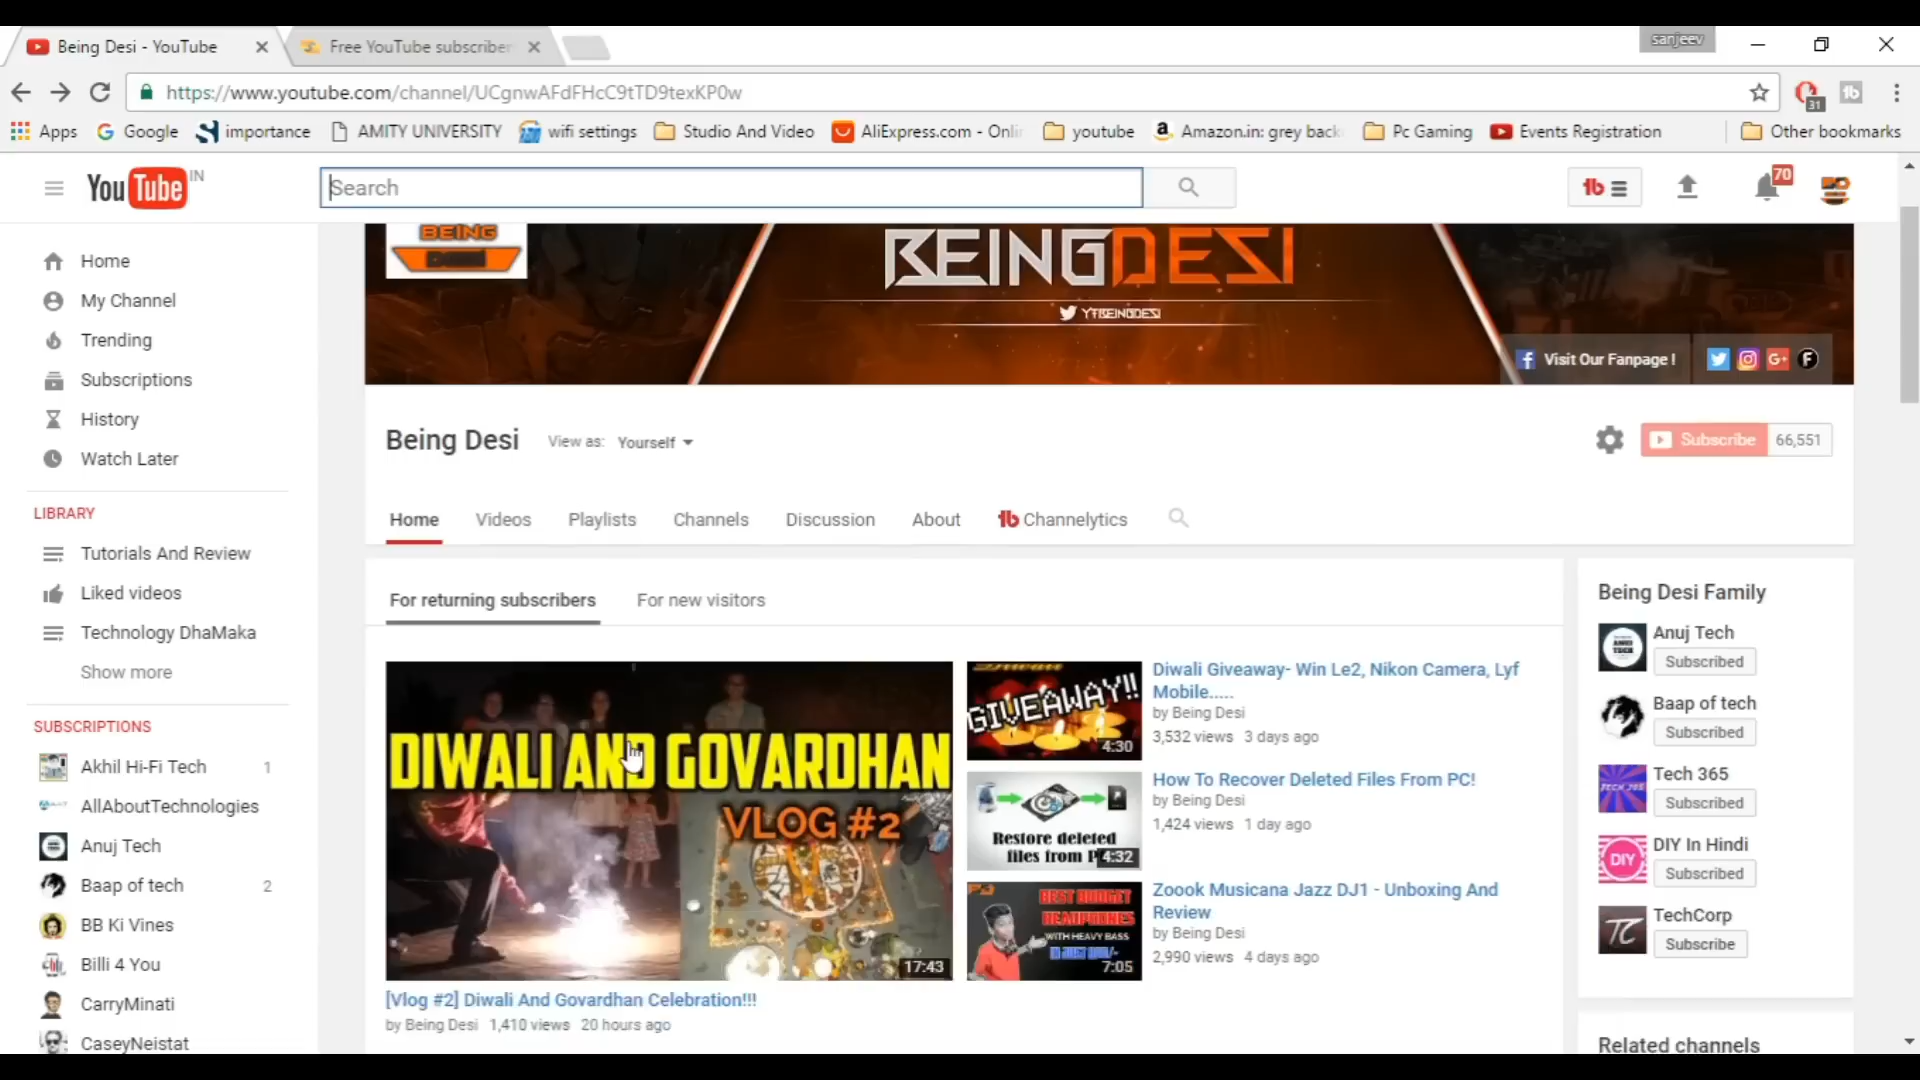 Being Desi - YouTube
Free YouTube subscriber
sanjeev
https://www.youtube.com/channel/UCgnwAFdFHcC9tTD9texKP0w
31
Apps
Google
importance
AMITY UNIVERSITY
wifi settings
Studio And Video
AliExpress.com - Onli
youtube
Amazon.in: grey back
Pc Gaming
Events Registration
Other bookmarks
YouTube IN
Search
70
Home
My Channel
Trending
Subscriptions
History
Watch Later
LIBRARY
Tutorials And Review
Liked videos
Technology DhaMaka
Show more
SUBSCRIPTIONS
Akhil Hi-Fi Tech 1
AllAboutTechnologies
Anuj Tech
Baap of tech 2
BB Ki Vines
Billi 4 You
CarryMinati
CaseyNeistat
BEING
DESI
BEINGDESI
YTBEINGDESI
Visit Our Fanpage !
Being Desi
View as: Yourself
Subscribe 66,551
Home
Videos
Playlists
Channels
Discussion
About
Channelytics
For returning subscribers
For new visitors
DIWALI AND GOVARDHAN
VLOG #2
17:43
[Vlog #2] Diwali And Govardhan Celebration!!!
by Being Desi 1,410 views 20 hours ago
GIVEAWAY!!
4:30
Diwali Giveaway- Win Le2, Nikon Camera, Lyf
Mobile.....
by Being Desi
3,532 views 3 days ago
Restore deleted
files from P
4:32
How To Recover Deleted Files From PC!
by Being Desi
1,424 views 1 day ago
BEST BUDGET
HEADPHONES
WITH HEAVY BASS
7:05
Zoook Musicana Jazz DJ1 - Unboxing And
Review
by Being Desi
2,990 views 4 days ago
Being Desi Family
Anuj Tech
Subscribed
Baap of tech
Subscribed
TECH 365
Tech 365
Subscribed
DIY
DIY In Hindi
Subscribed
TC
TechCorp
Subscribe
Related channels